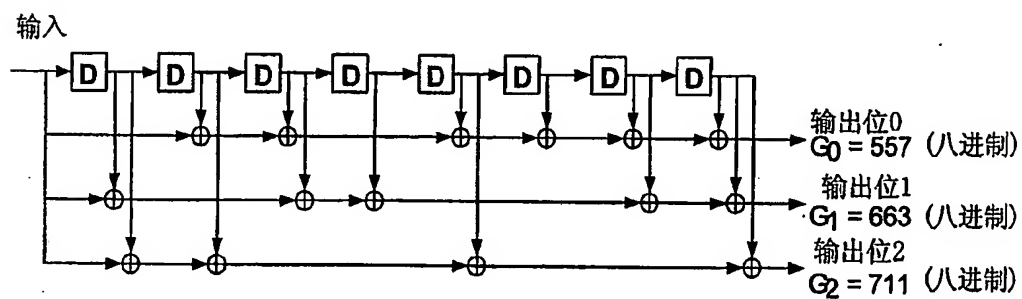 输入
D D D D D D D D
输出位0
G0 = 557 (八进制)
输出位1
G1 = 663 (八进制)
输出位2
G2 = 711 (八进制)